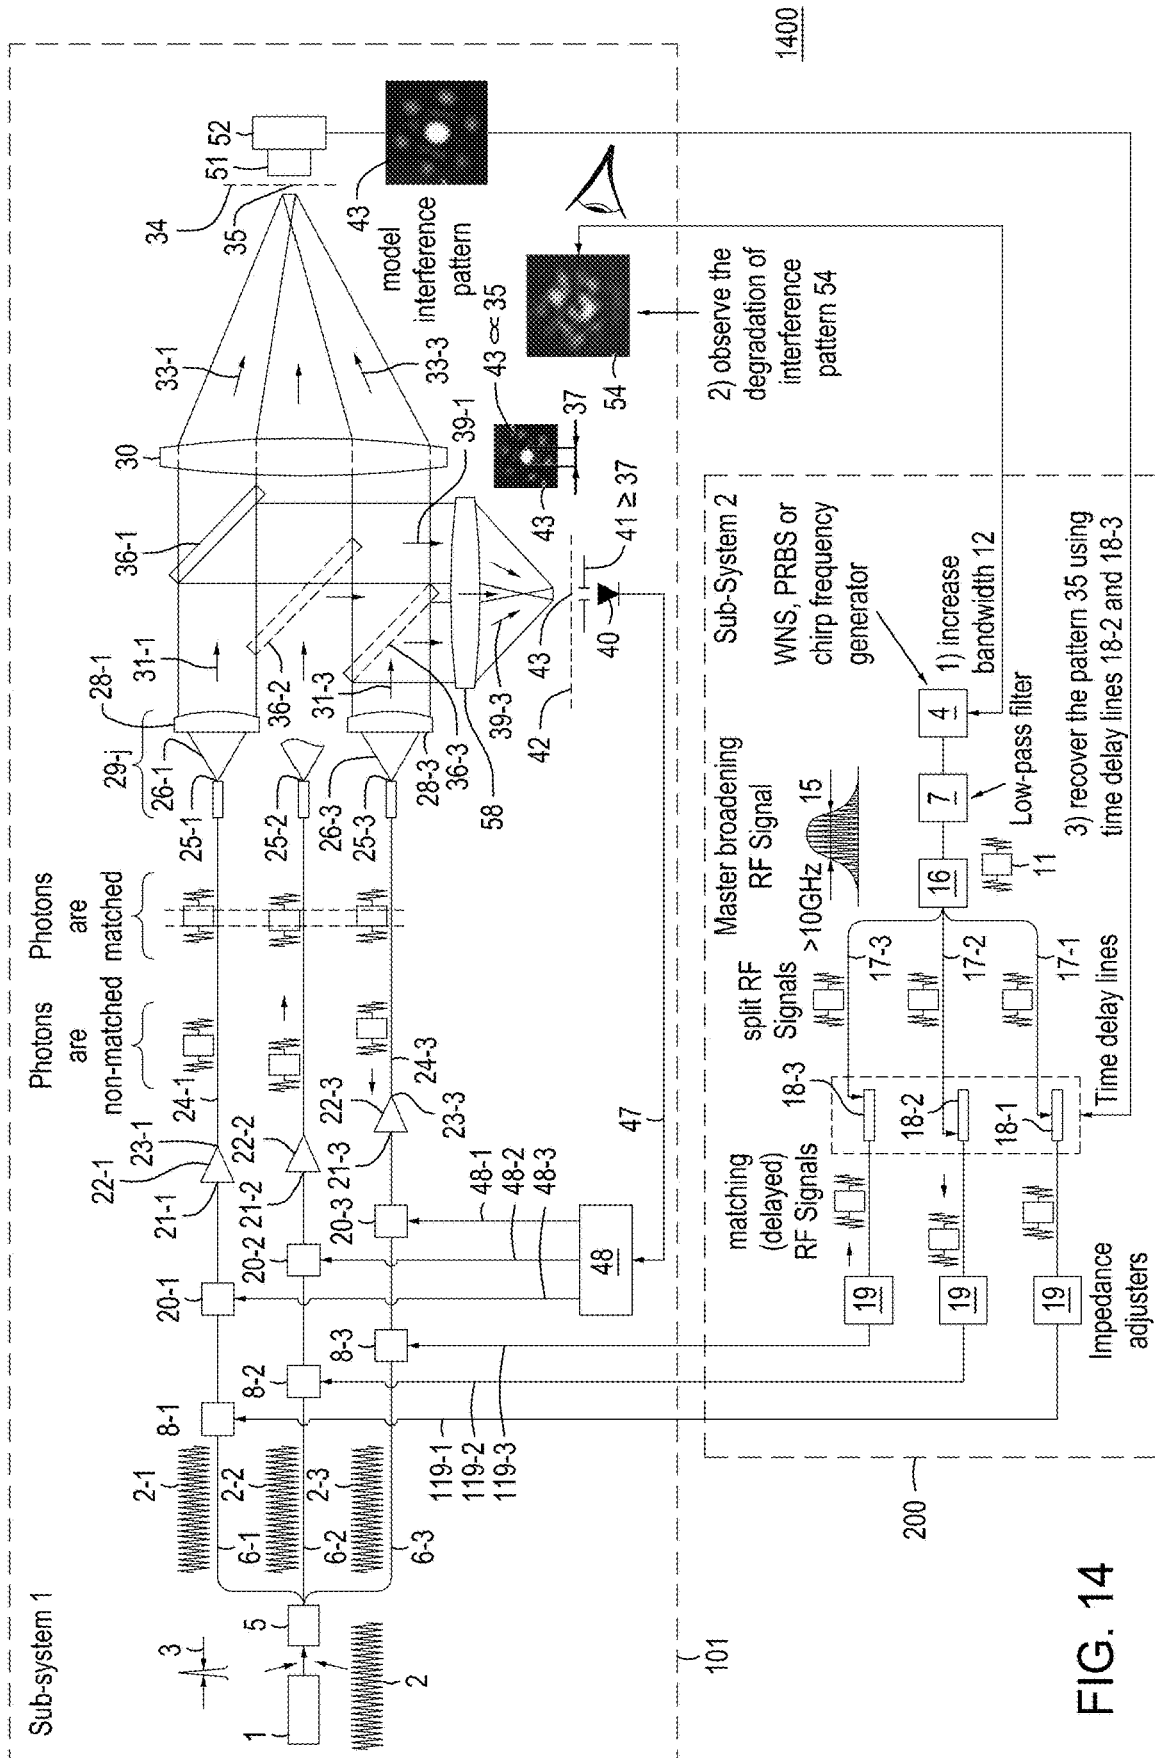 Sub-system 1
1
2
3
5
6-1
6-2
6-3
2-1
2-2
2-3
8-1
8-2
8-3
20-1
20-2
20-3
21-1
21-2
21-3
22-1
22-2
22-3
23-1
23-3
24-1
24-3
Photons
are
non-matched
Photons
are
matched
25-1
25-2
25-3
26-1
26-3
29-j
28-1
28-3
31-1
31-3
36-1
36-2
36-3
58
30
33-1
33-3
34
35
51
52
43
model
interference
pattern
39-1
39-3
43 ∝ 35
43
37
43
42
41 ≥ 37
40
47
48
48-1
48-2
48-3
119-1
119-2
119-3
101
54
2) observe the
degradation of
interference
pattern 54
1400
Sub-System 2
WNS, PRBS or
chirp frequency
generator
1) increase
bandwidth 12
4
7
Low-pass filter
3) recover the pattern 35 using
time delay lines 18-2 and 18-3
Master broadening
RF Signal
>10GHz
15
16
11
17-3
17-2
17-1
split RF
Signals
18-3
18-2
18-1
Time delay lines
matching
(delayed)
RF Signals
19
19
19
Impedance
adjusters
200
FIG. 14